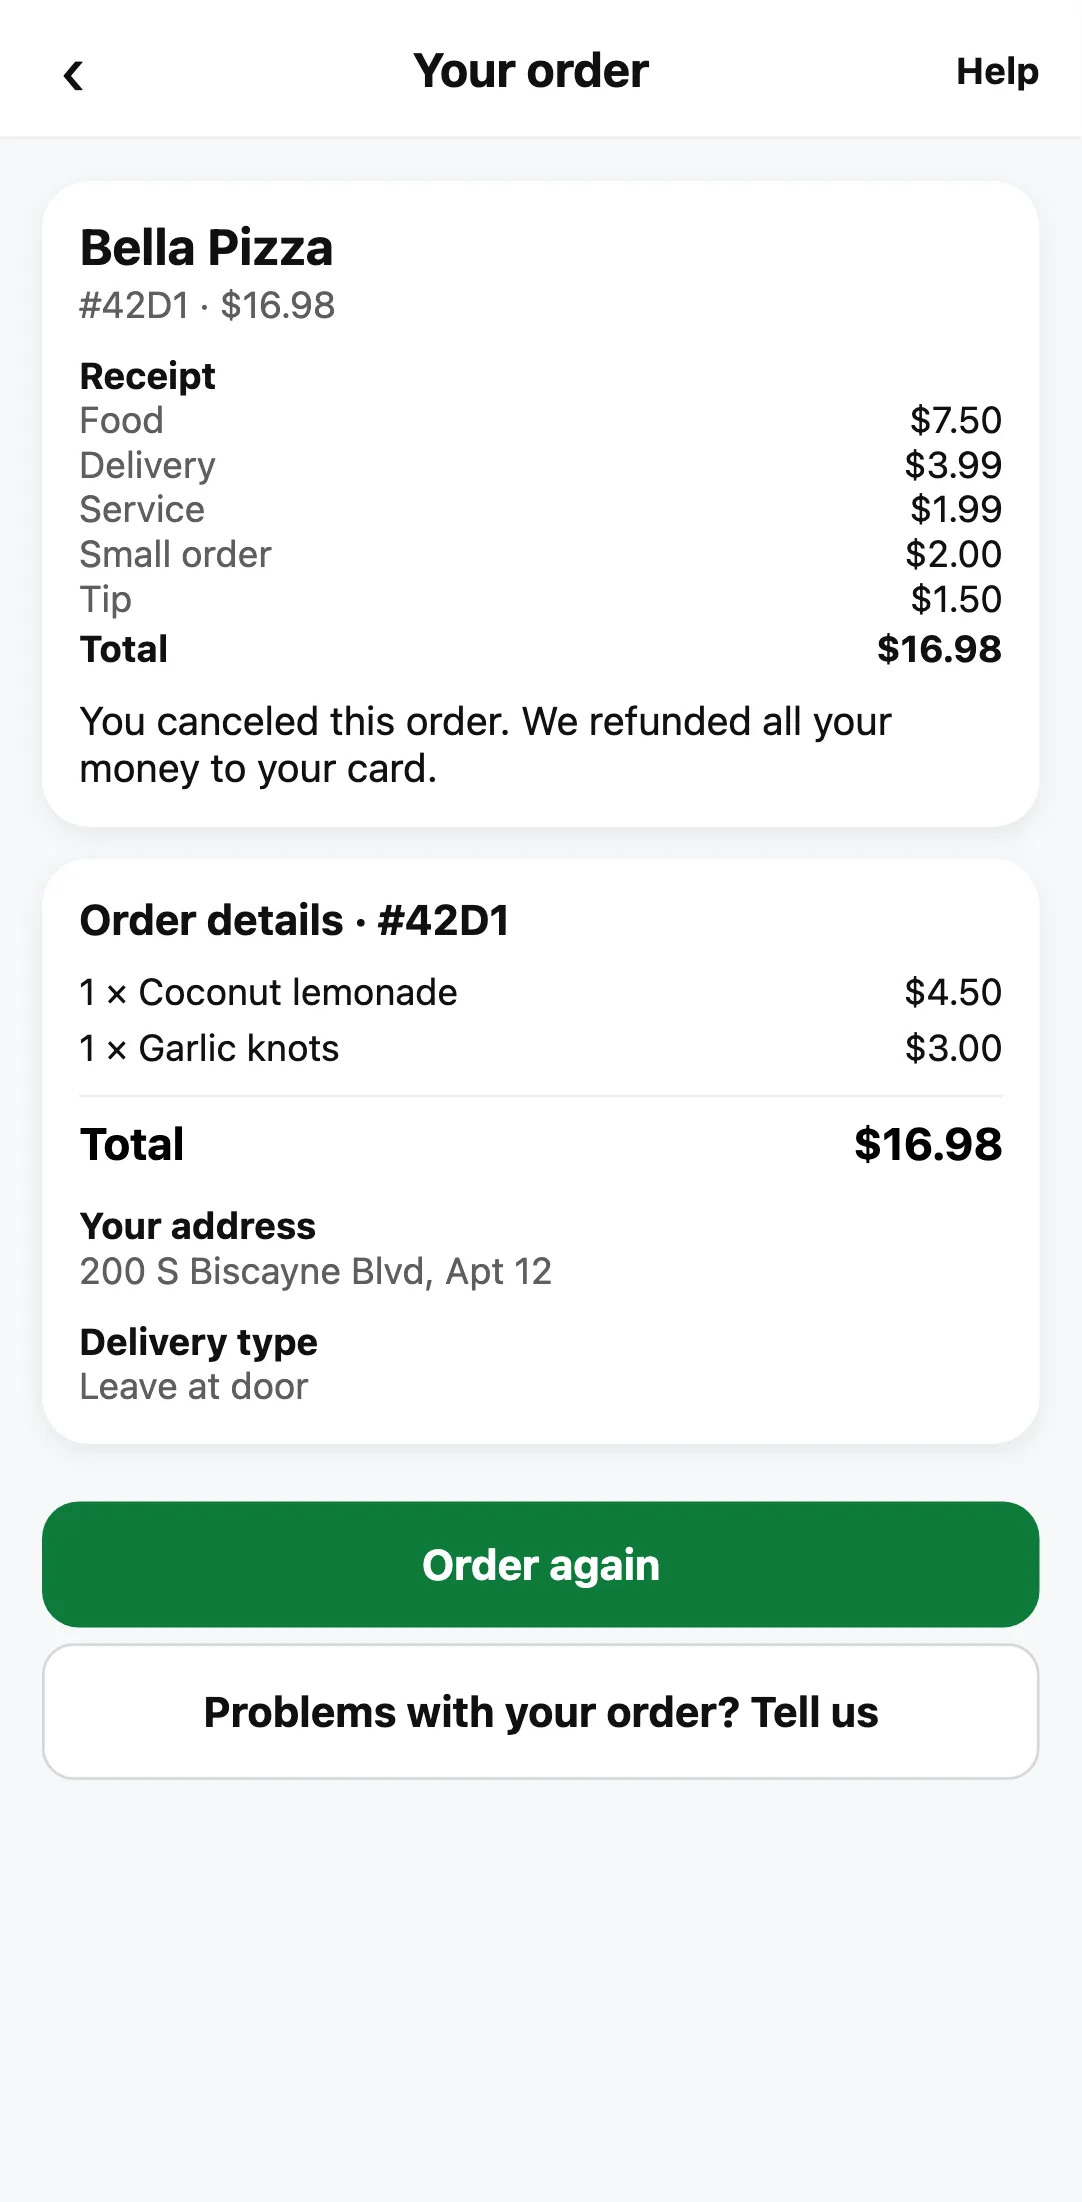 ‹ Your order Help
Bella Pizza
#42D1 · $16.98
Receipt
Food $7.50
Delivery $3.99
Service $1.99
Small order $2.00
Tip $1.50
Total $16.98
You canceled this order. We refunded all your
money to your card.
Order details · #42D1
1 × Coconut lemonade $4.50
1 × Garlic knots $3.00
Total $16.98
Your address
200 S Biscayne Blvd, Apt 12
Delivery type
Leave at door
Order again
Problems with your order? Tell us